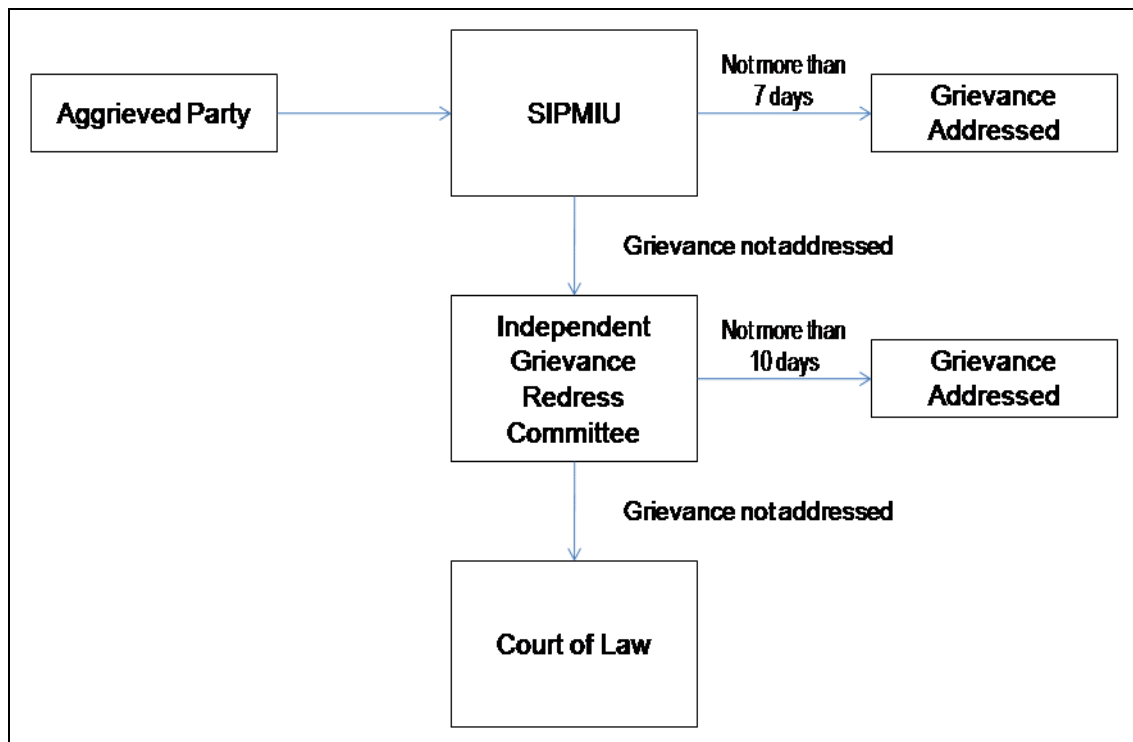 Aggrieved Party
SIPMIU
Not more than
7 days
Grievance
Addressed
Grievance not addressed
Independent
Grievance
Redress
Committee
Not more than
10 days
Grievance
Addressed
Grievance not addressed
Court of Law